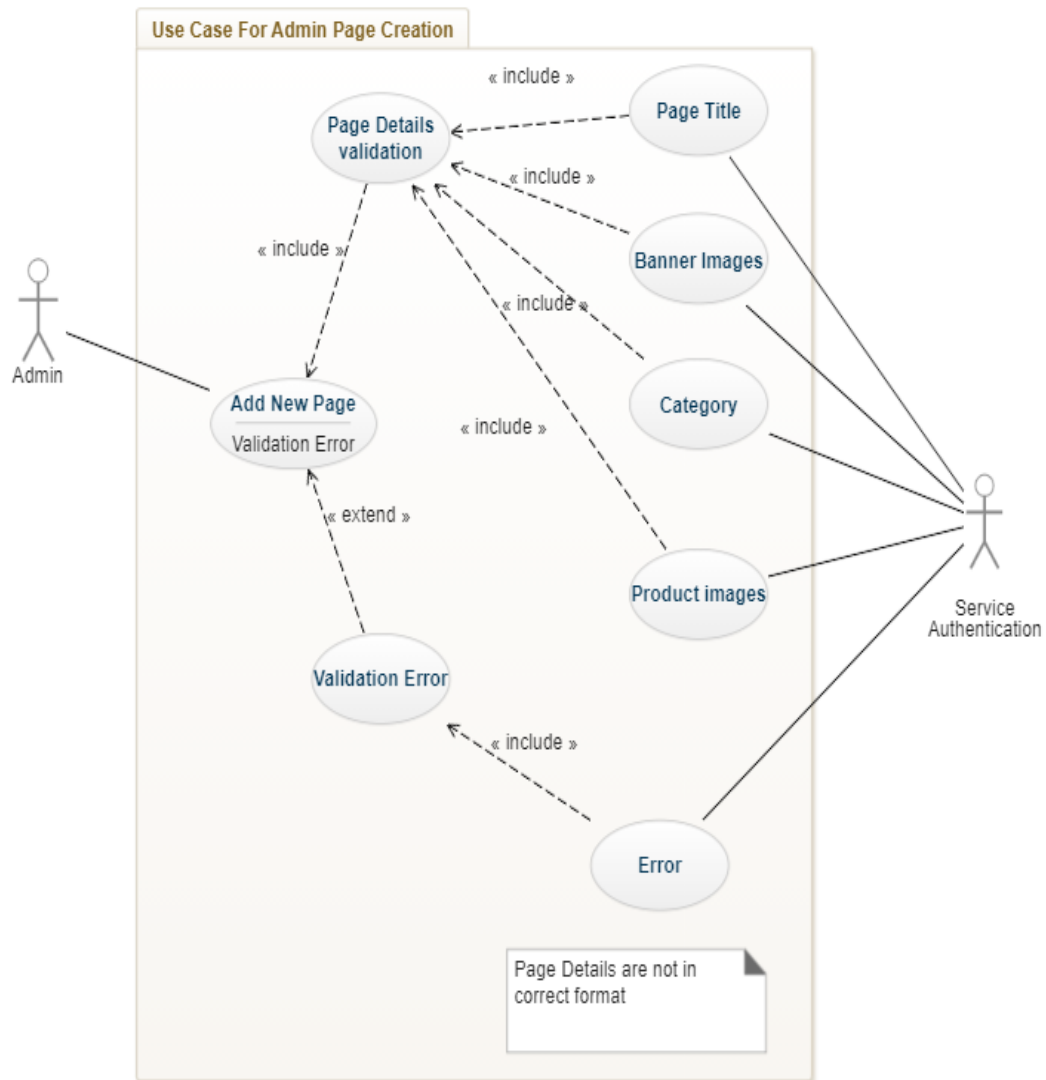 Use Case For Admin Page Creation
« include »
Page Details
validation
Page Title
« include »
« include »
Banner Images
« include »
Admin
Add New Page
Validation Error
Category
« include »
« extend »
Product images
Service
Authentication
Validation Error
« include »
Error
Page Details are not in
correct format